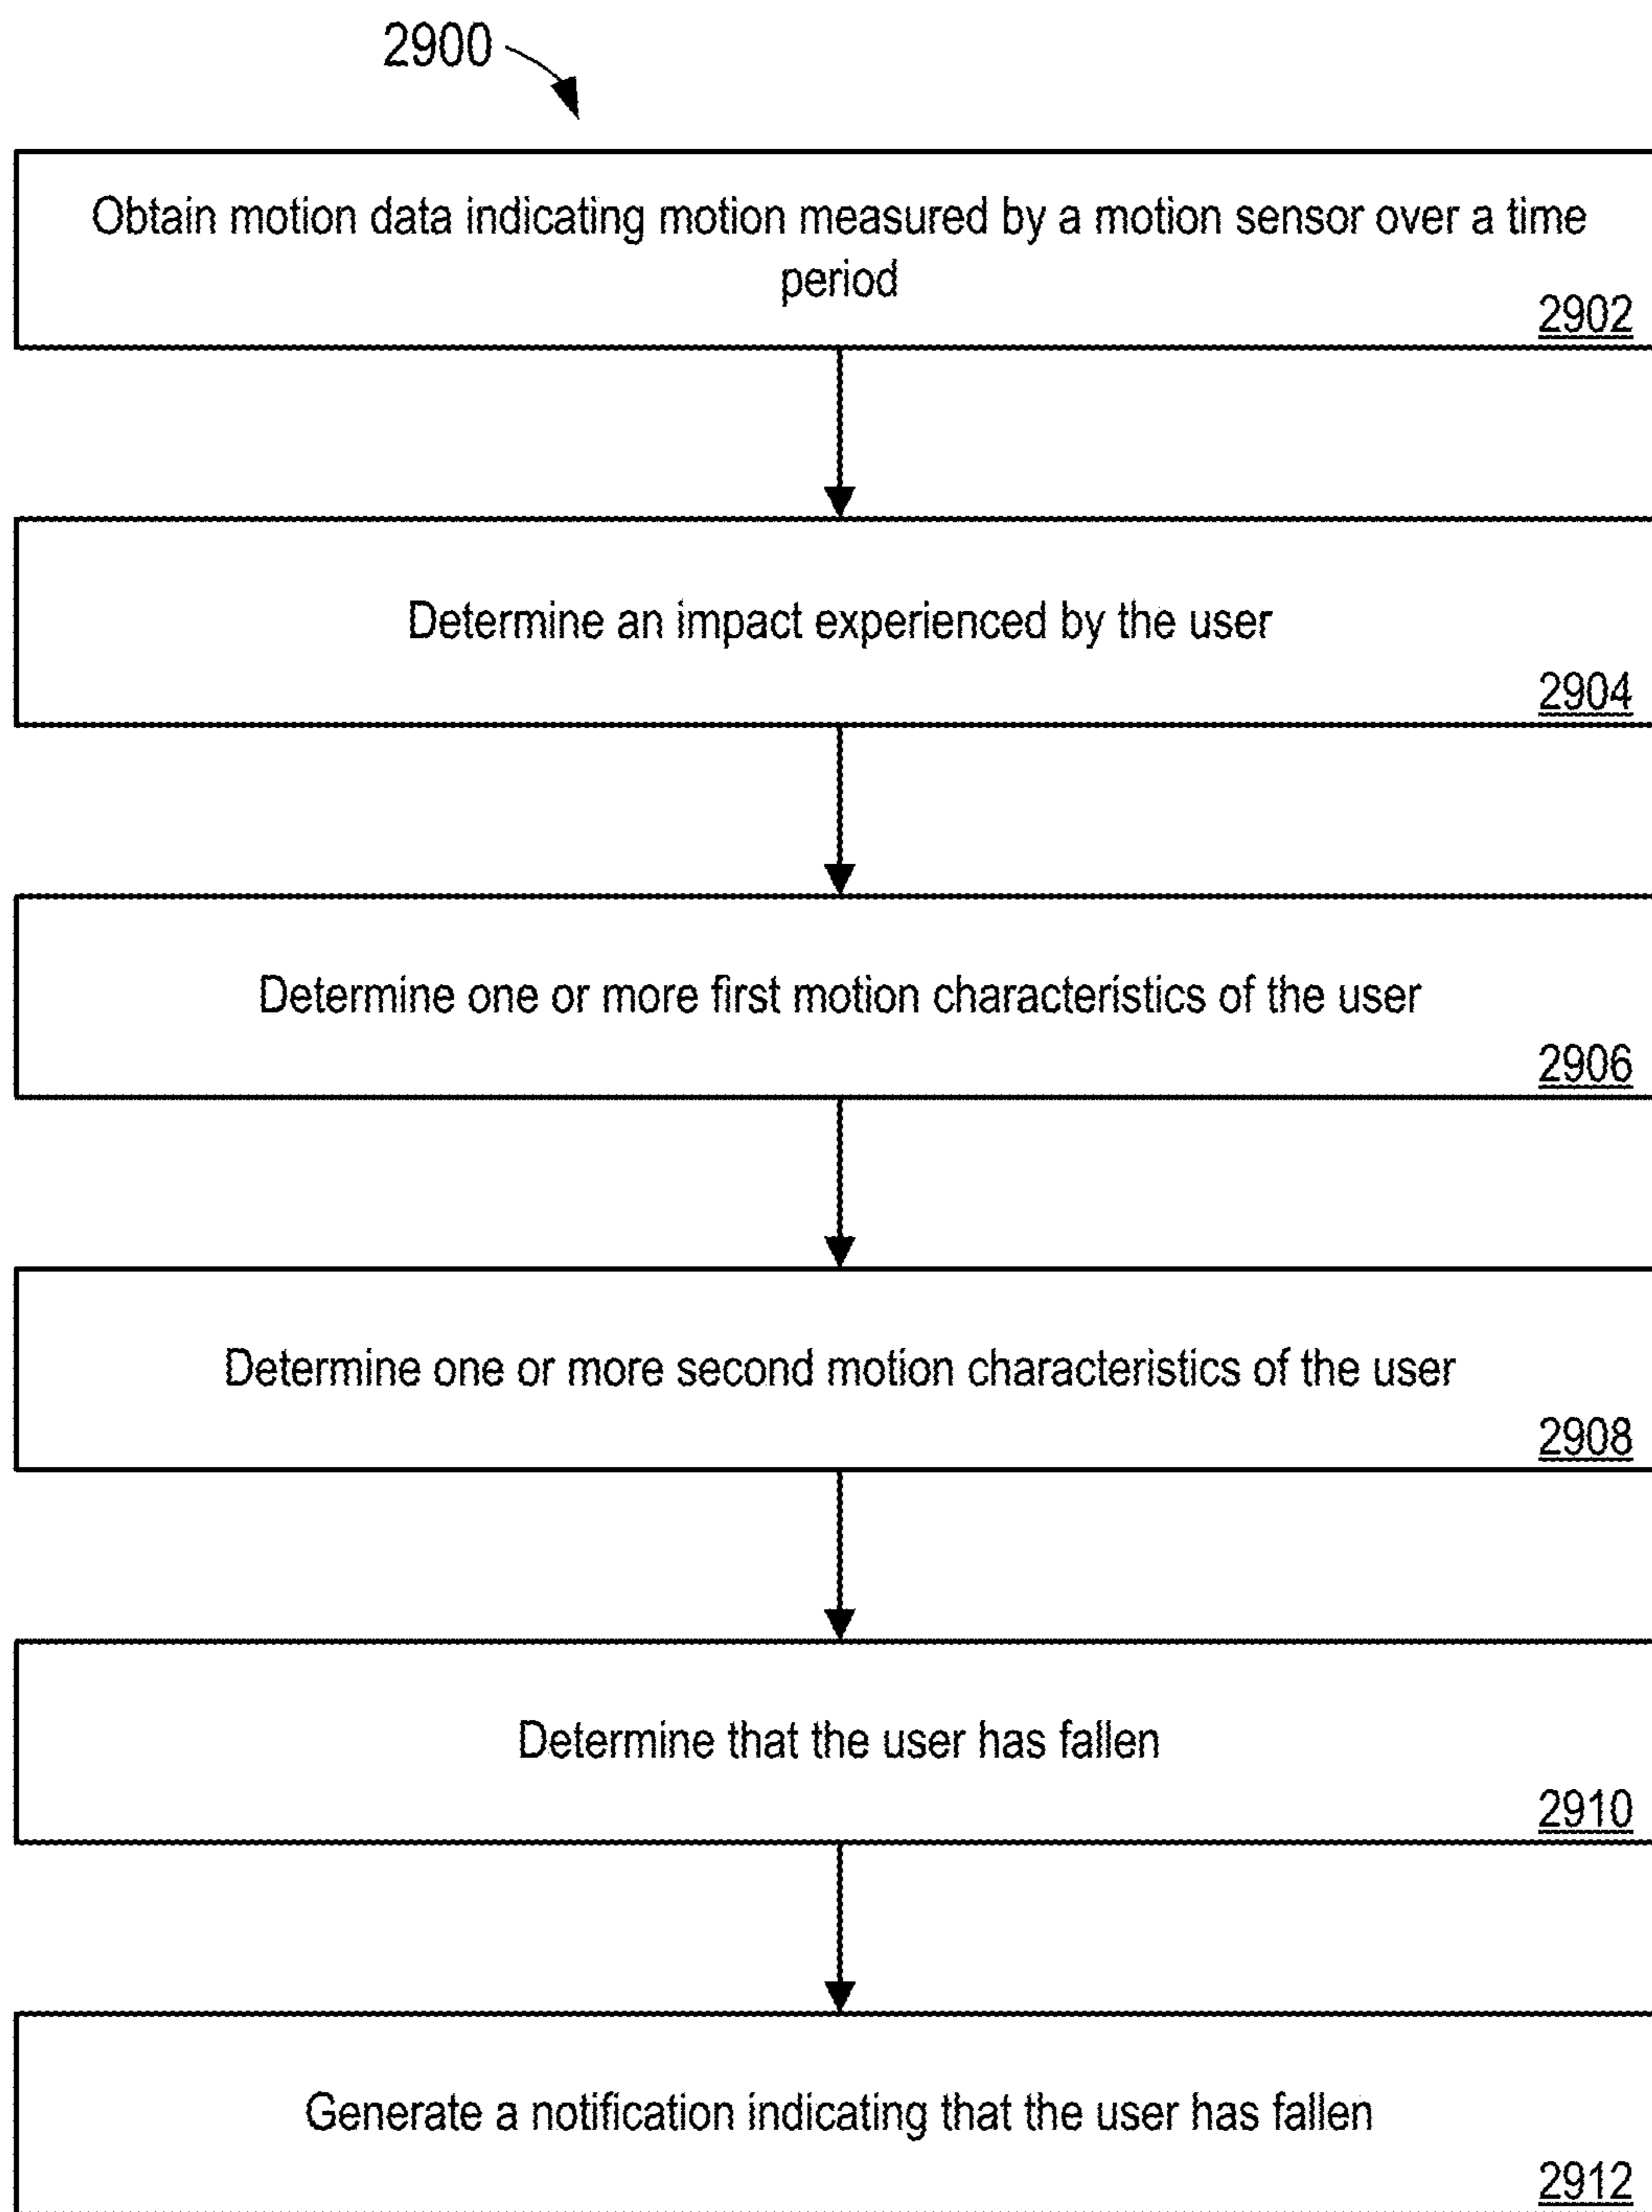 2900
Obtain motion data indicating motion measured by a motion sensor over a time
period
2902
Determine an impact experienced by the user
2904
Determine one or more first motion characteristics of the user
2906
Determine one or more second motion characteristics of the user
2908
Determine that the user has fallen
2910
Generate a notification indicating that the user has fallen
2912